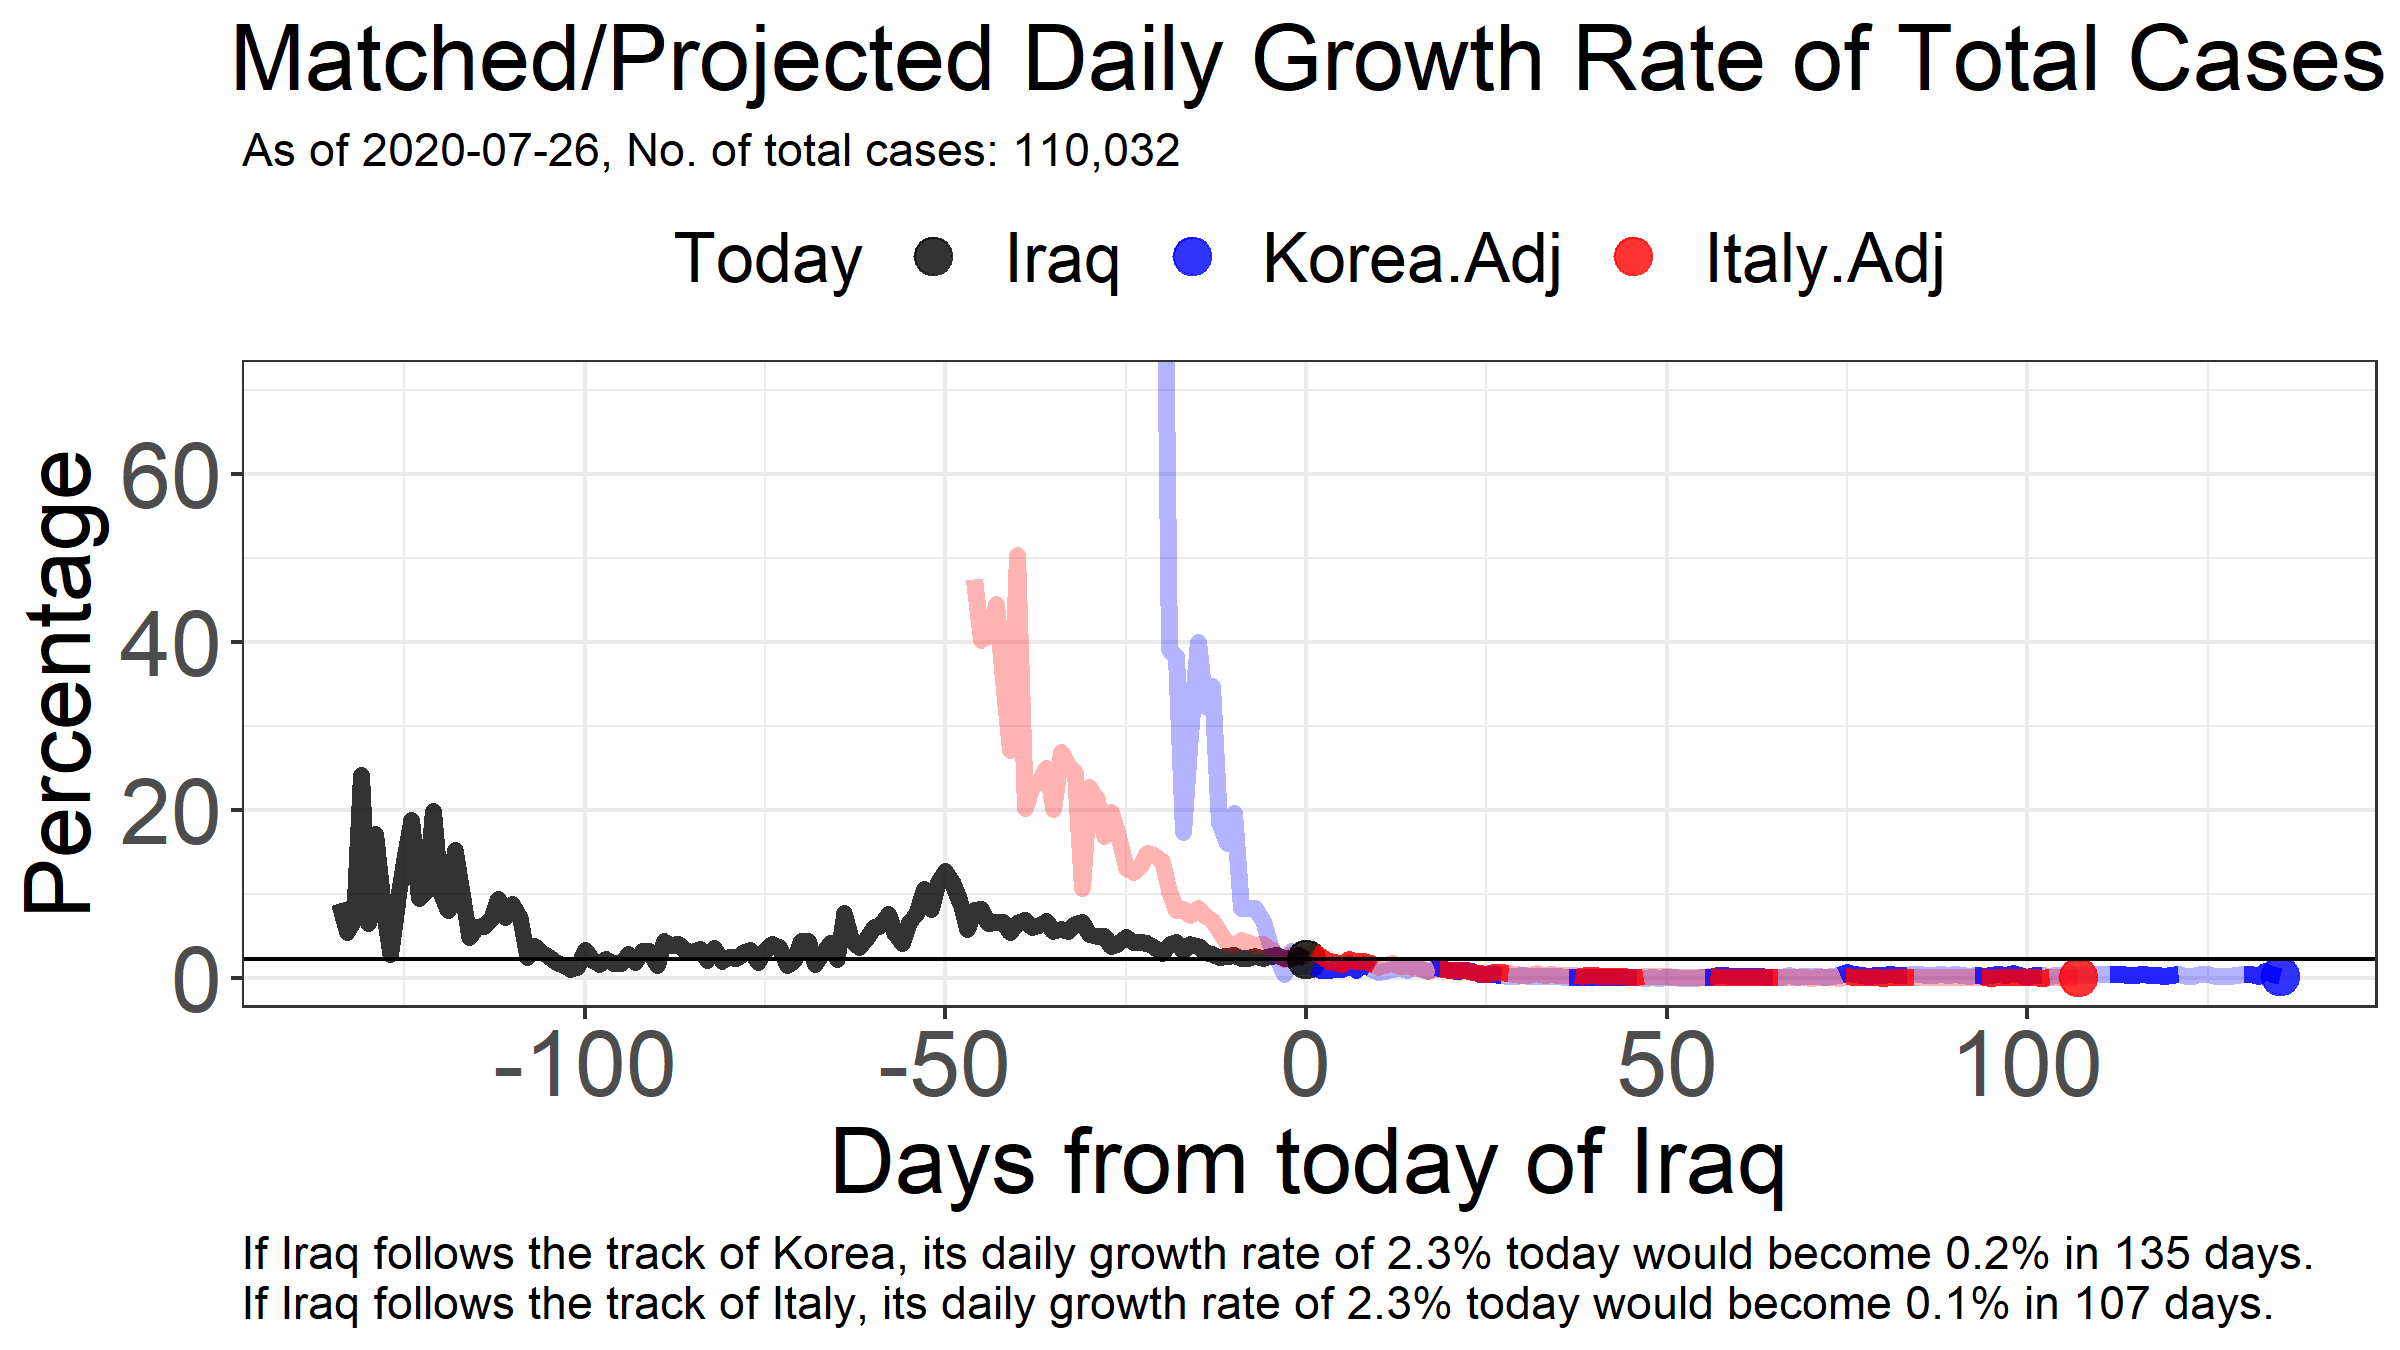 Matched/Projected Daily Growth Rate of Total Cases
As of 2020-07-26, No. of total cases: 110,032
Today Iraq Korea.Adj Italy.Adj
Percentage
60
40
20
0
-100 -50 0 50 100
Days from today of Iraq
If Iraq follows the track of Korea, its daily growth rate of 2.3% today would become 0.2% in 135 days.
If Iraq follows the track of Italy, its daily growth rate of 2.3% today would become 0.1% in 107 days.